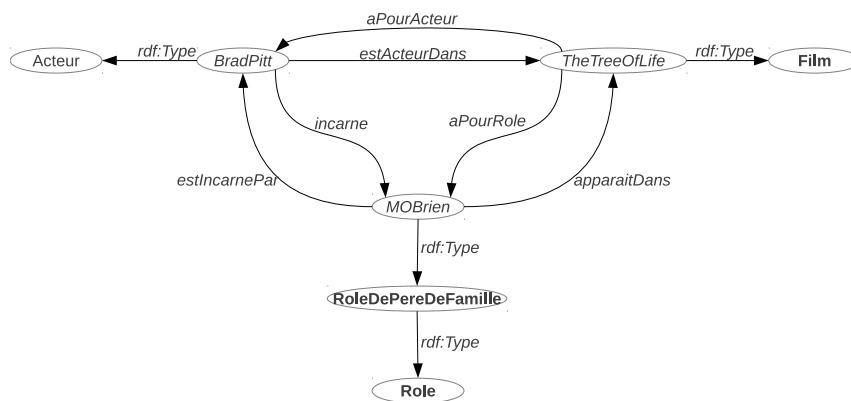 aPourActeur
rdf:Type
estActeurDans
rdf:Type
Acteur
BradPitt
TheTreeOfLife
Film
incarne
aPourRole
estIncarnePar
apparaitDans
MOBrien
rdf:Type
RoleDePereDeFamille
rdf:Type
Role